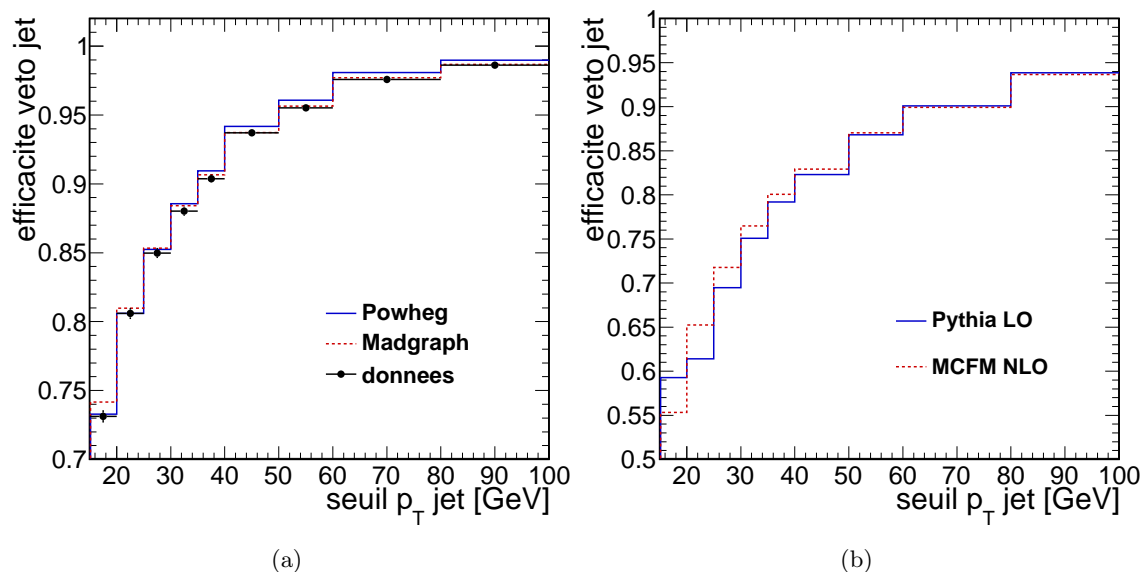 efficacite veto jet
1
0.95
0.9
0.85
0.8
0.75
0.7
Powheg
Madgraph
donnees
20 30 40 50 60 70 80 90 100
seuil p_T jet [GeV]
(a)
efficacite veto jet
1
0.95
0.9
0.85
0.8
0.75
0.7
0.65
0.6
0.55
0.5
Pythia LO
MCFM NLO
20 30 40 50 60 70 80 90 100
seuil p_T jet [GeV]
(b)